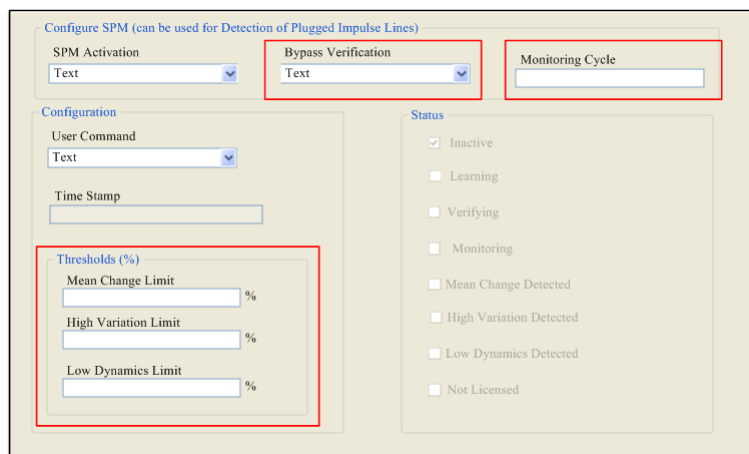 Configure SPM (can be used for Detection of Plugged Impulse Lines)
SPM Activation
Text
Bypass Verification
Text
Monitoring Cycle
Configuration
User Command
Text
Time Stamp
Thresholds (%)
Mean Change Limit
%
High Variation Limit
%
Low Dynamics Limit
%
Status
Inactive
Learning
Verifying
Monitoring
Mean Change Detected
High Variation Detected
Low Dynamics Detected
Not Licensed